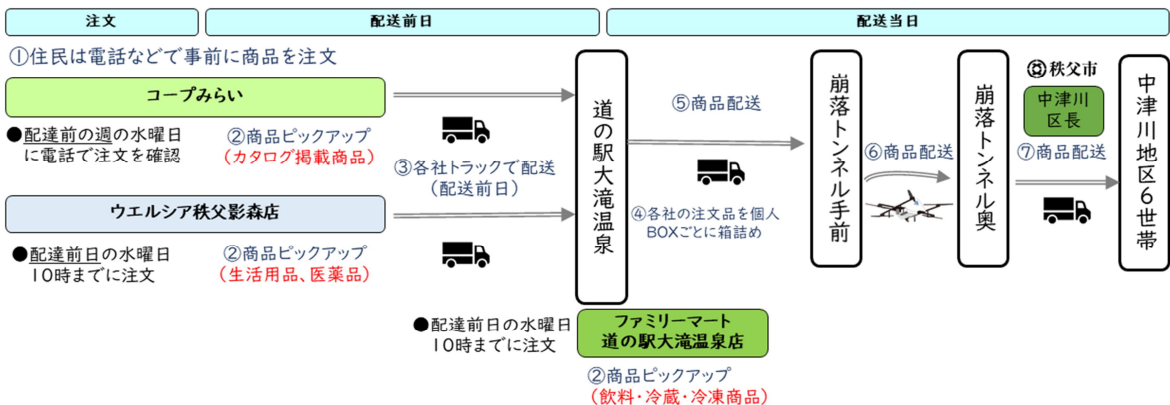 注文
配送前日
配送当日
①住民は電話などで事前に商品を注文
コープみらい
●配達前の週の水曜日
に電話で注文を確認
②商品ピックアップ
(カタログ掲載商品)
③各社トラックで配送
(配送前日)
ウエルシア秩父影森店
●配達前日の水曜日
10時までに注文
②商品ピックアップ
(生活用品、医薬品)
道の駅大滝温泉
●配達前日の水曜日
10時までに注文
ファミリーマート
道の駅大滝温泉店
②商品ピックアップ
(飲料・冷蔵・冷凍商品)
⑤商品配送
④各社の注文品を個人
BOXごとに箱詰め
崩落トンネル手前
⑥商品配送
崩落トンネル奥
秩父市
中津川
区長
⑦商品配送
中津川地区6世帯